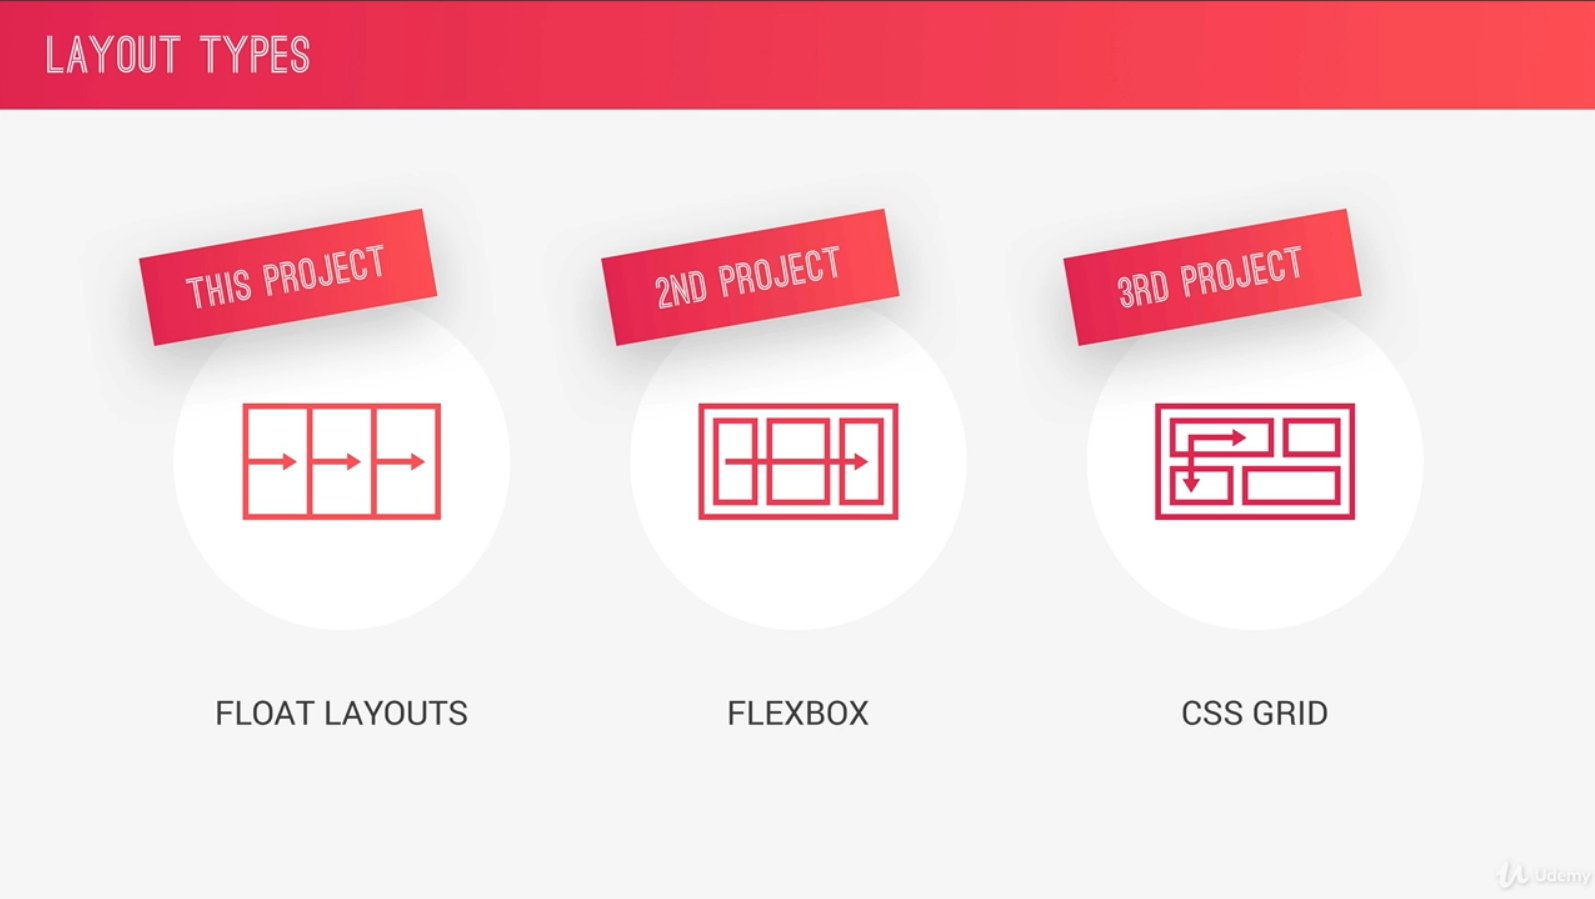 LAYOUT TYPES
THIS PROJECT
2ND PROJECT
3RD PROJECT
FLOAT LAYOUTS
FLEXBOX
CSS GRID
Udemy